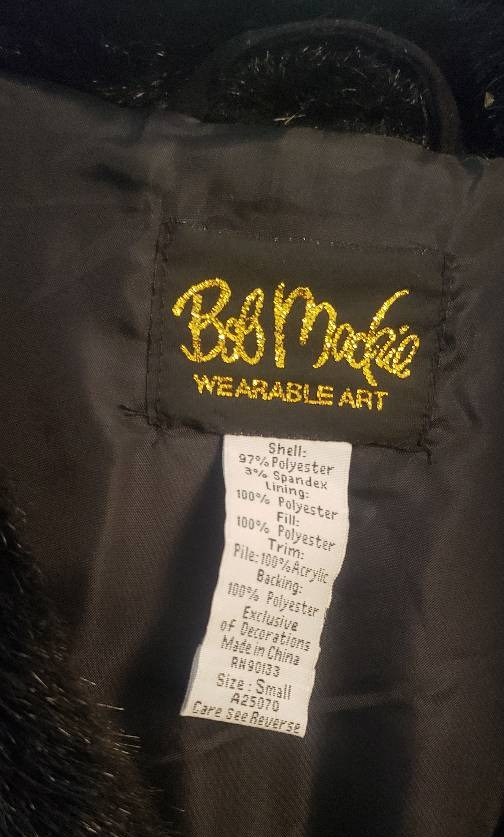 Bob Mackie
WEARABLE ART
Shell:
97% Polyester
3% Spandex
Lining:
100% Polyester
Fill:
100% Polyester
Trim:
Pile:100%Acrylic
Backing:
100% Polyester
Exclusive
of Decorations
Made in China
RN90133
Size : Small
A25070
Care See Reverse